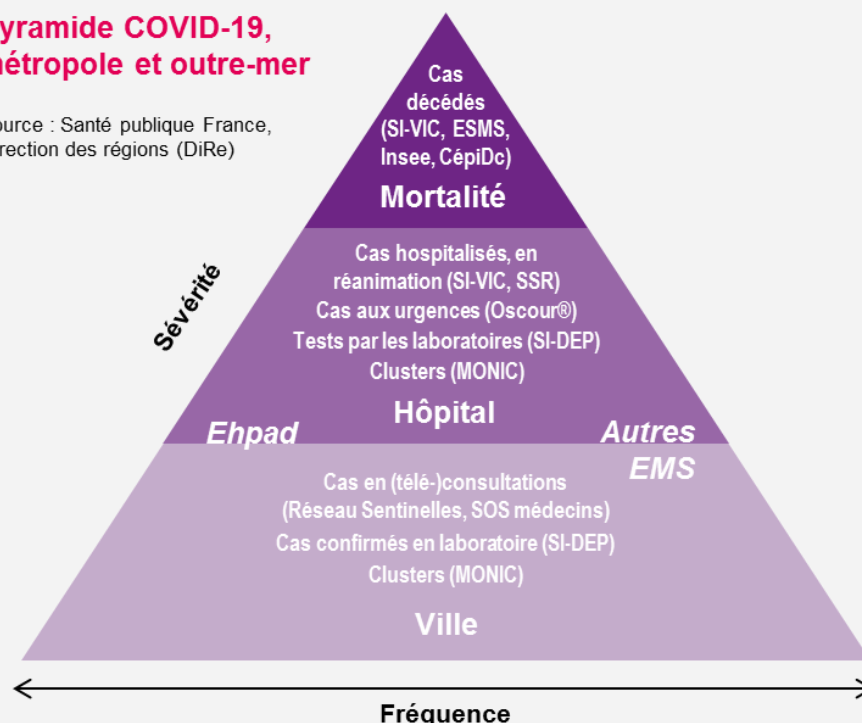 yramide COVID-19,
étropole et outre-mer
ource : Santé publique France,
rection des régions (DiRe)
Cas
décédés
(SI-VIC, ESMS,
Insee, CépiDc)
Mortalité
Sévérité
Cas hospitalisés, en
réanimation (SI-VIC, SSR)
Cas aux urgences (Oscour®)
Tests par les laboratoires (SI-DEP)
Clusters (MONIC)
Hôpital
Ehpad
Autres
EMS
Cas en (télé-)consultations
(Réseau Sentinelles, SOS médecins)
Cas confirmés en laboratoire (SI-DEP)
Clusters (MONIC)
Ville
Fréquence